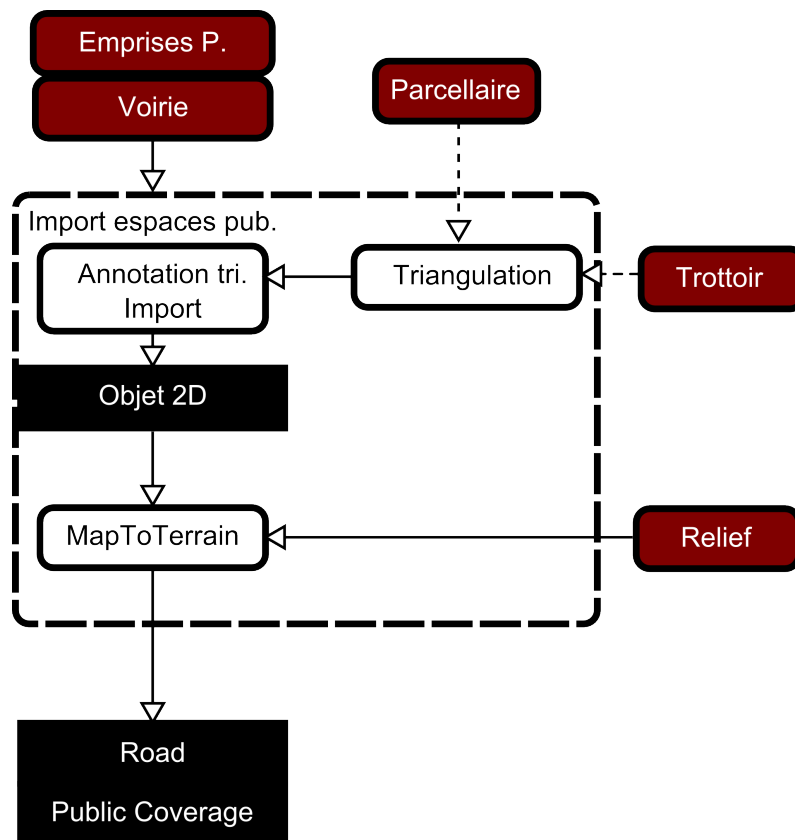 Emprises P.
Voirie
Parcellaire
Import espaces pub.
Annotation tri.
Import
Triangulation
Trottoir
Objet 2D
MapToTerrain
Relief
Road
Public Coverage